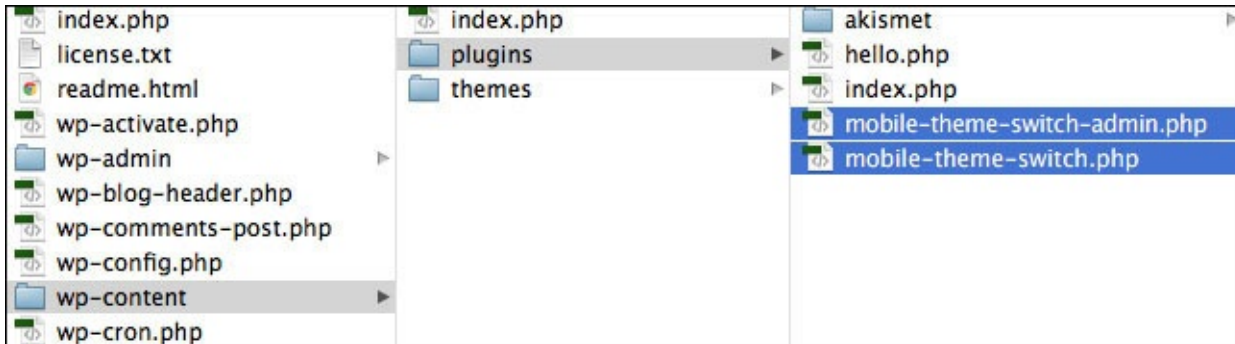 index.php
license.txt
readme.html
wp-activate.php
wp-admin
wp-blog-header.php
wp-comments-post.php
wp-config.php
wp-content
wp-cron.php
index.php
plugins
themes
akismet
hello.php
index.php
mobile-theme-switch-admin.php
mobile-theme-switch.php